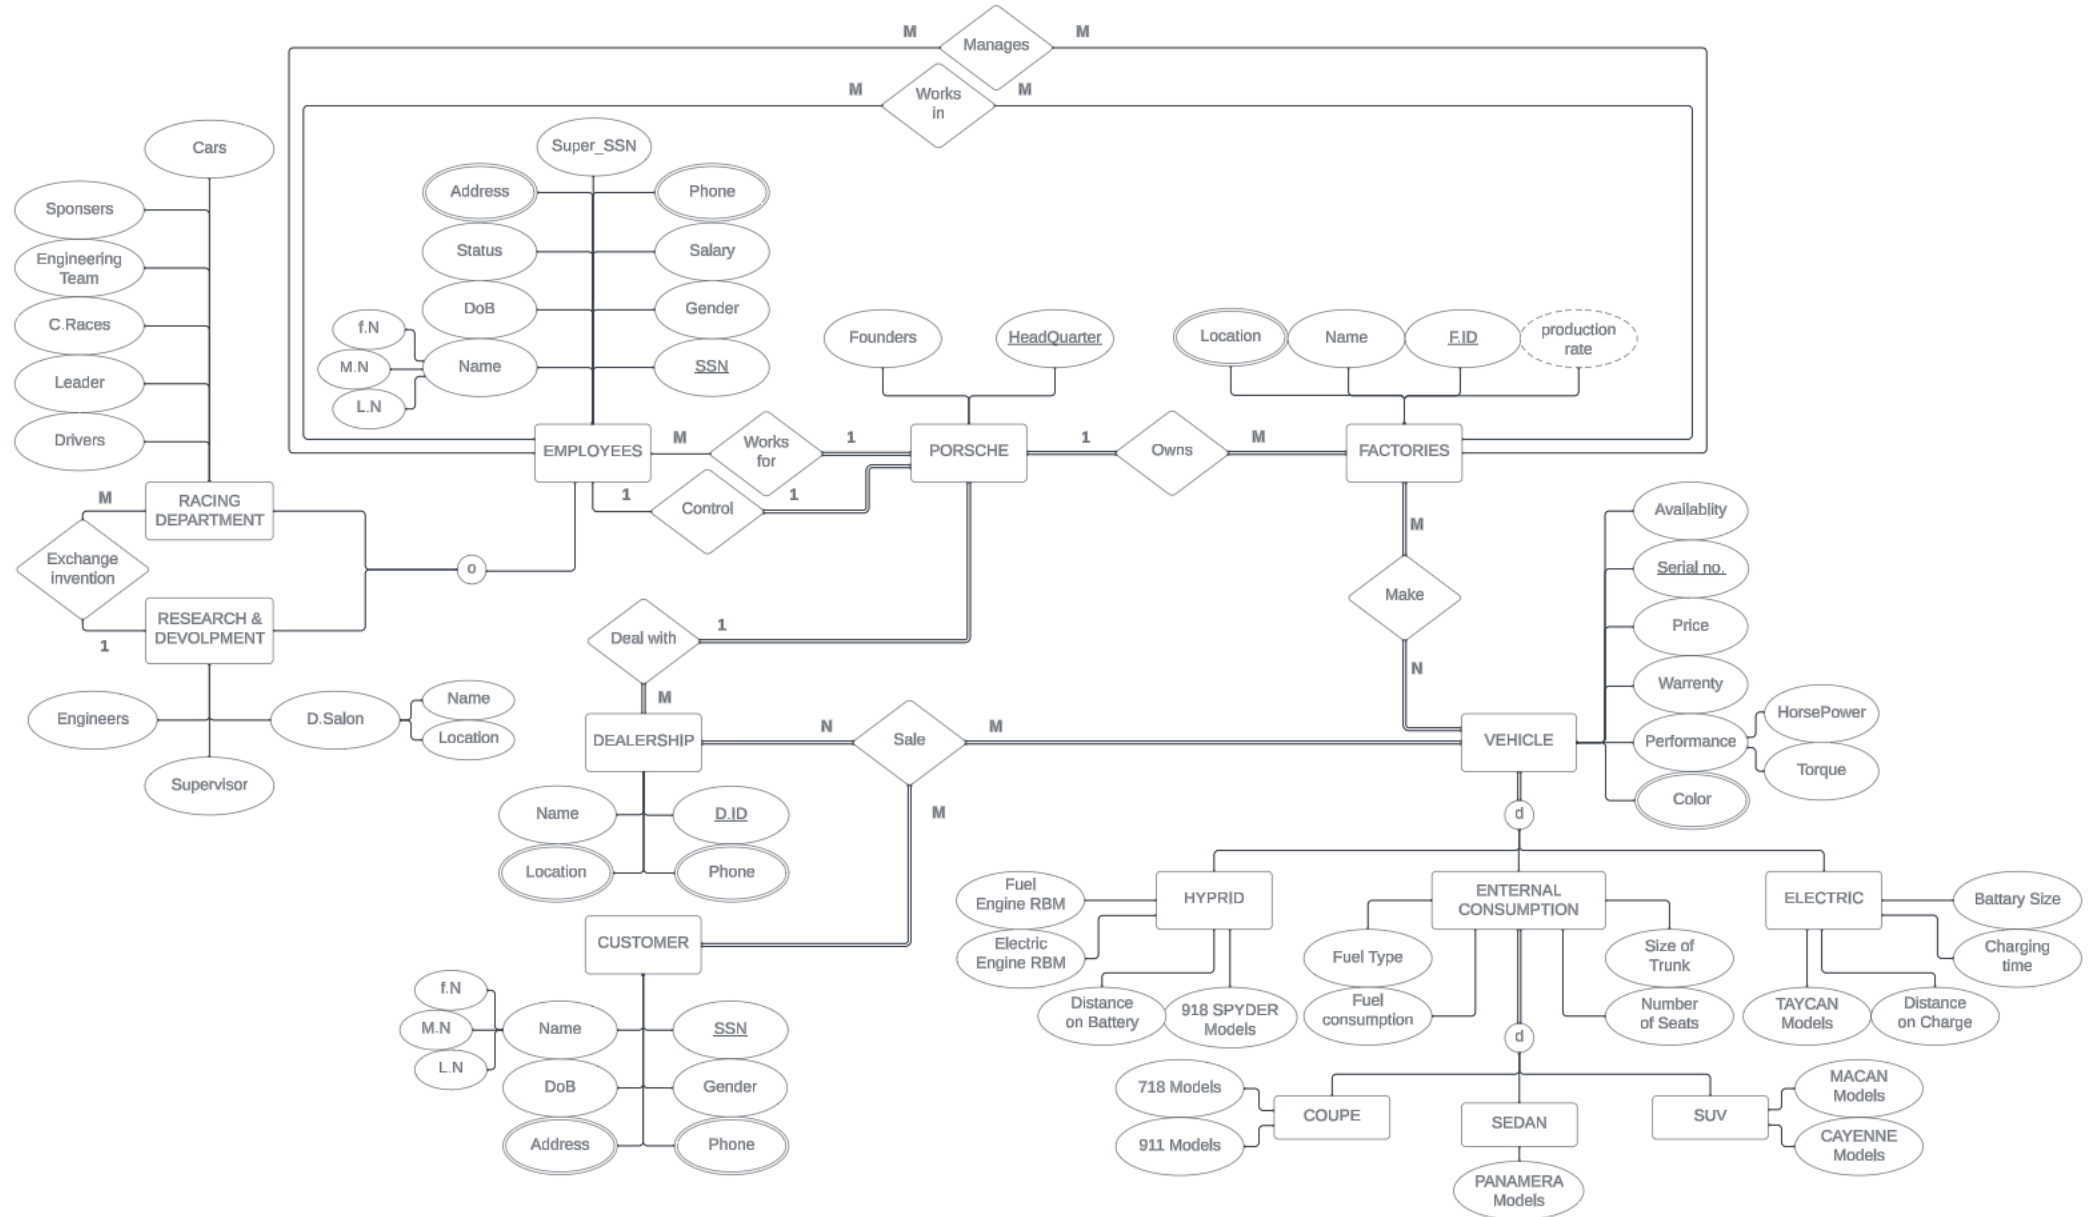 M
Manages
M
M
Works
in
M
Cars
Super_SSN
Sponsers
Address
Phone
Engineering
Team
Status
Salary
C.Races
f.N
DoB
Gender
M.N
Name
SSN
L.N
Leader
Drivers
Founders
HeadQuarter
Location
Name
F.ID
production
rate
EMPLOYEES
M
Works
for
1
PORSCHE
1
Owns
M
FACTORIES
1
Control
1
M
RACING
DEPARTMENT
Exchange
invention
o
RESEARCH &
DEVOLPMENT
1
M
Make
N
Availablity
Serial no.
Price
Warrenty
Performance
HorsePower
Torque
Color
Deal with
1
M
Engineers
D.Salon
Name
Location
Supervisor
DEALERSHIP
N
Sale
M
VEHICLE
M
Name
D.ID
Location
Phone
d
CUSTOMER
f.N
M.N
L.N
Name
SSN
DoB
Gender
Address
Phone
HYPRID
Fuel
Engine RBM
Electric
Engine RBM
Distance
on Battery
918 SPYDER
Models
ENTERNAL
CONSUMPTION
Fuel Type
Fuel
consumption
Size of
Trunk
Number
of Seats
ELECTRIC
Battary Size
Charging
time
TAYCAN
Models
Distance
on Charge
d
718 Models
911 Models
COUPE
SEDAN
PANAMERA
Models
SUV
MACAN
Models
CAYENNE
Models